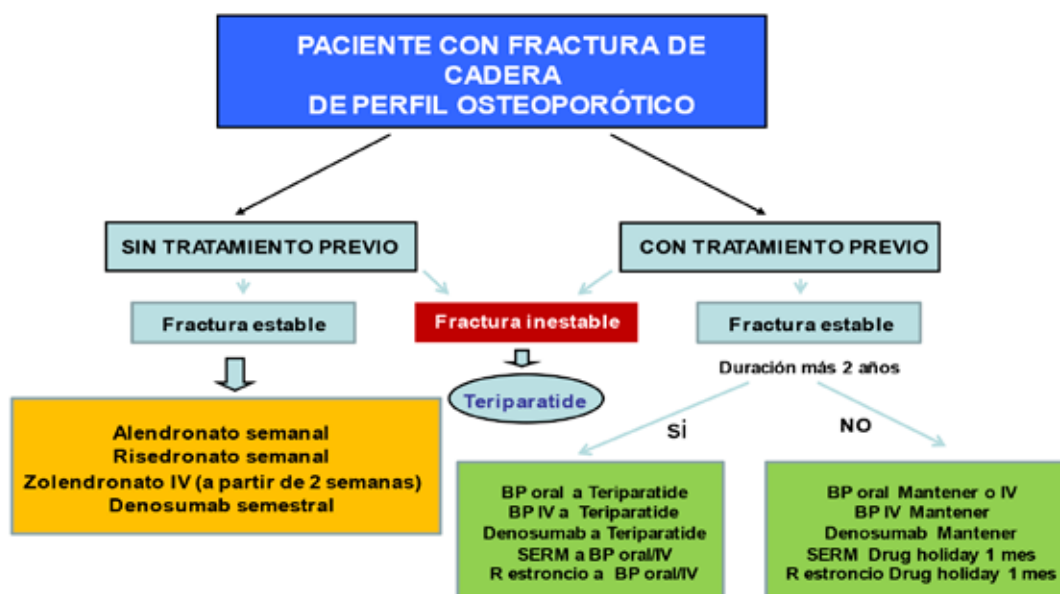 PACIENTE CON FRACTURA DE
CADERA
DE PERFIL OSTEOPORÓTICO
SIN TRATAMIENTO PREVIO
CON TRATAMIENTO PREVIO
Fractura estable
Fractura inestable
Fractura estable
Duración más 2 años
Teriparatide
si
NO
Alendronato semanal
Risedronato semanal
Zolendronato IV (a partir de 2 semanas)
Denosumab semestral
BP oral a Teriparatide
BP IV a Teriparatide
Denosumab a Teriparatide
SERM a BP oral/IV
R estroncio a BP oral/IV
BP oral Mantener o IV
BP IV Mantener
Denosumab Mantener
SERM Drug holiday 1 mes
R estroncio Drug holiday 1 mes